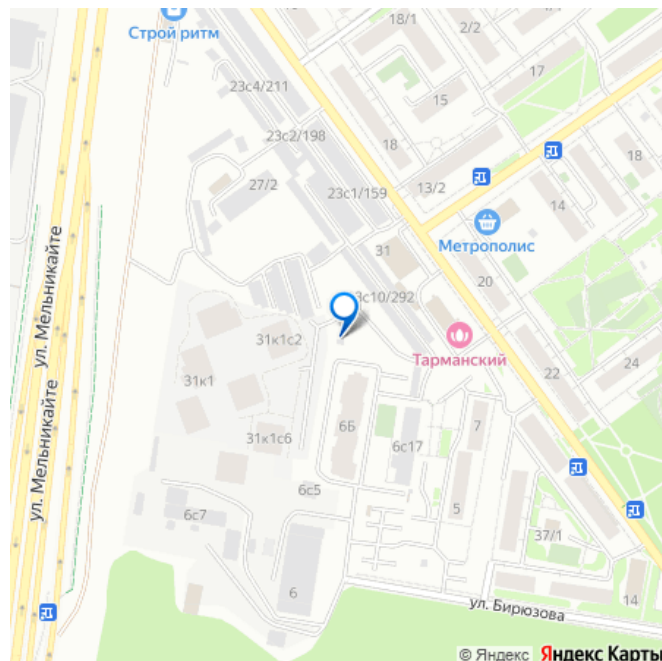 18/1
2/2
Строй ритм
17
23с4/211
15
23с2/198
18
18
27/2
23с1/159
13/2
14
ул. Мельникайте
Метрополис
31
20
3с10/292
31к1с2
Тарманский
24
22
31к1
31к1с6
6Б
6с17
7
ул. Мельникайте
6с5
5
6с7
37/1
6
14
ул. Бирюзова
© Яндекс Яндекс Карты